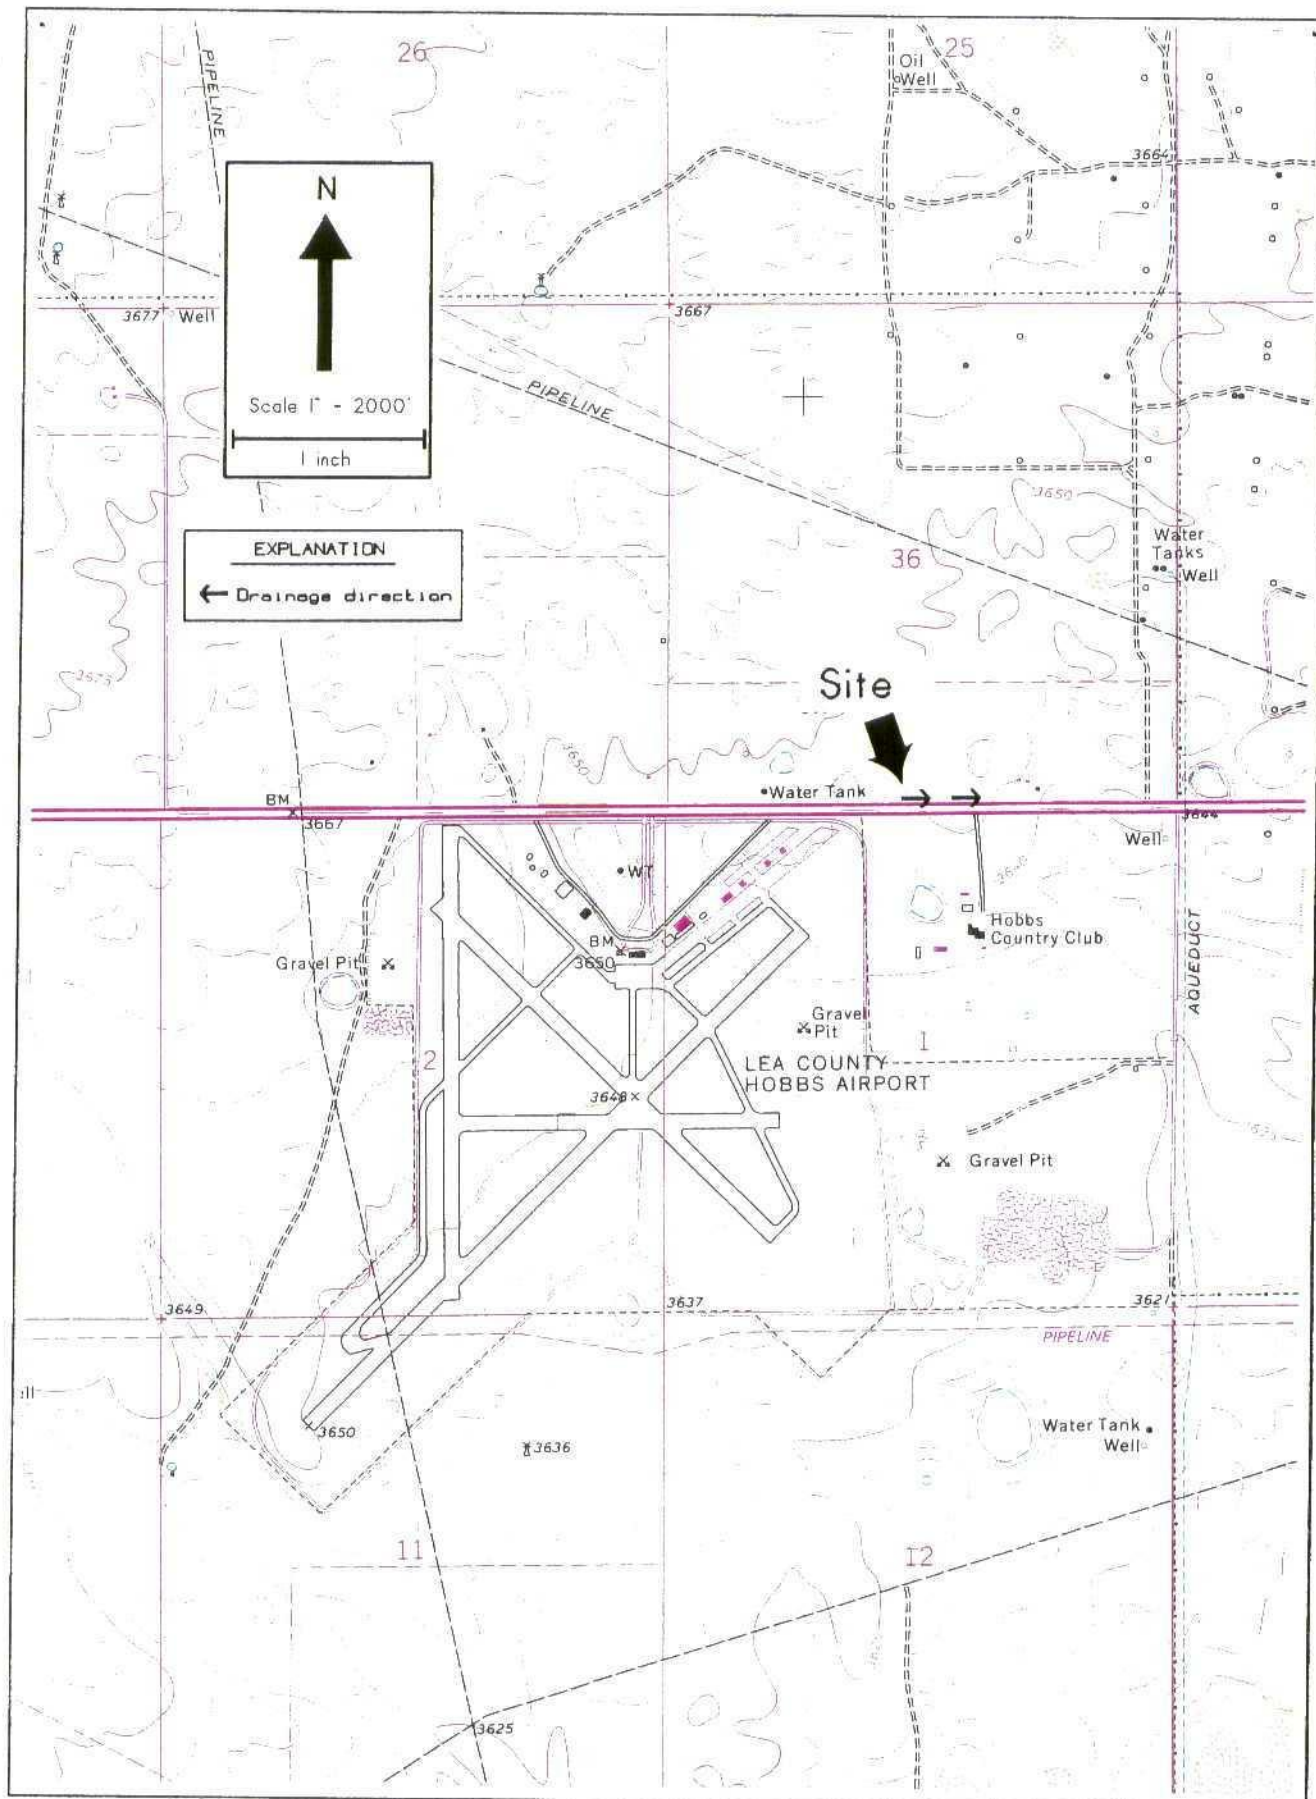 26
25
PIPELINE
Oil
Well
3664
N
3677
Well
3667
Scale 1" - 2000'
1 inch
PIPELINE
3650
EXPLANATION
Drainage direction
36
Water
Tanks
Well
3675
Site
3650
Water Tank
BM
3667
3644
Well
WT
Hobbs
Country Club
BM
3650
Gravel Pit
AQUEDUCT
Gravel
Pit
2
1
LEA COUNTY
HOBBS AIRPORT
3648
Gravel Pit
3649
3637
3621
PIPELINE
3650
3636
Water Tank
Well
11
12
3625